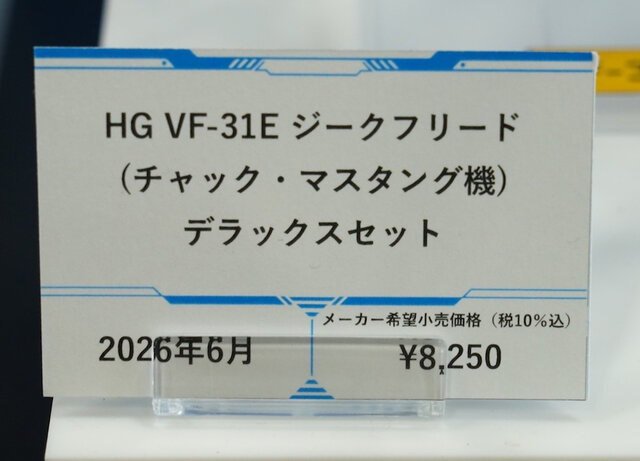 HG VF-31E ジークフリード
(チャック・マスタング機)
デラックスセット
メーカー希望小売価格（税10%込）
2026年6月
¥8,250